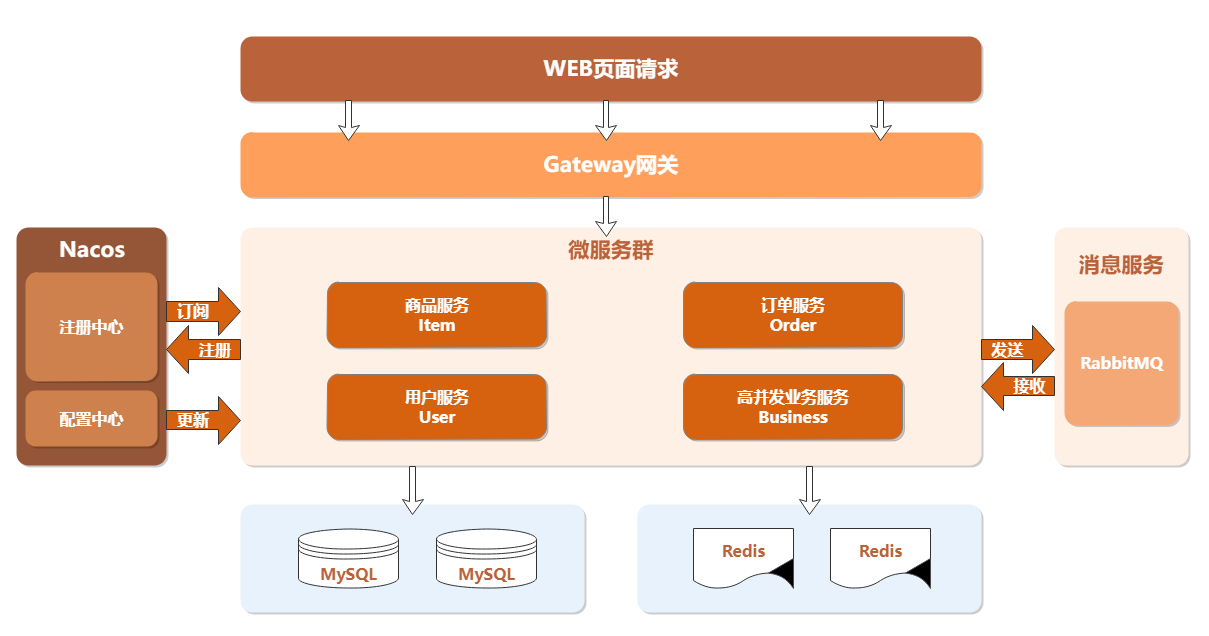 WEB页面请求
Gateway网关
Nacos
注册中心
配置中心
订阅
注册
更新
微服务群
商品服务
Item
订单服务
Order
用户服务
User
高并发业务服务
Business
发送
接收
消息服务
RabbitMQ
MySQL
MySQL
Redis
Redis